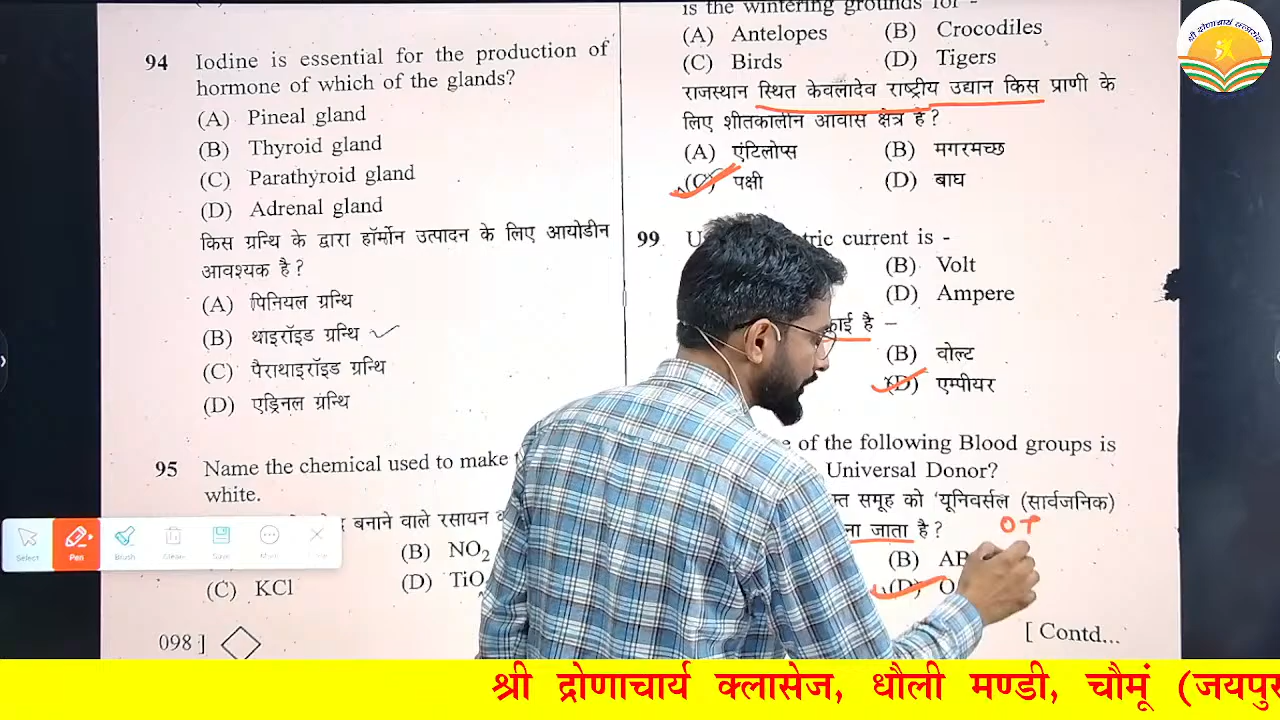 94 Iodine is essential for the production of
hormone of which of the glands?
(A) Pineal gland
(B) Thyroid gland
(C) Parathyroid gland
(D) Adrenal gland
किस ग्रन्थि के द्वारा हॉर्मोन उत्पादन के लिए आयोडीन
आवश्यक है ?
(A) पिनियल ग्रन्थि
(B) थाइरॉइड ग्रन्थि
(C) पैराथाइरॉइड ग्रन्थि
(D) एड्रिनल ग्रंन्थि
95 Name the chemical used to make
white.
बनाने वाले रसायन
(B) NO2
(C) KCl
(D) TiO
098 ]
is the wintering grounds for -
(A) Antelopes (B) Crocodiles
(C) Birds (D) Tigers
राजस्थान स्थित केवलादेव राष्ट्रीय उद्यान किस प्राणी के
लिए शीतकालीन आवास क्षेत्र है ?
(A) एंटिलोप्स (B) मगरमच्छ
(C) पक्षी (D) बाघ
99 current is -
(B) Volt
(D) Ampere
है –
(B) वोल्ट
(D) एम्पीयर
of the following Blood groups is
Universal Donor?
समूह को 'यूनिवर्सल (सार्वजनिक)
जाता है ?
(B) AB
(D) O
[ Contd...
Select Pen Brush
श्री द्रोणाचार्य क्लासेज
श्री द्रोणाचार्य क्लासेज, धौली मण्डी, चौमूं (जयपुर